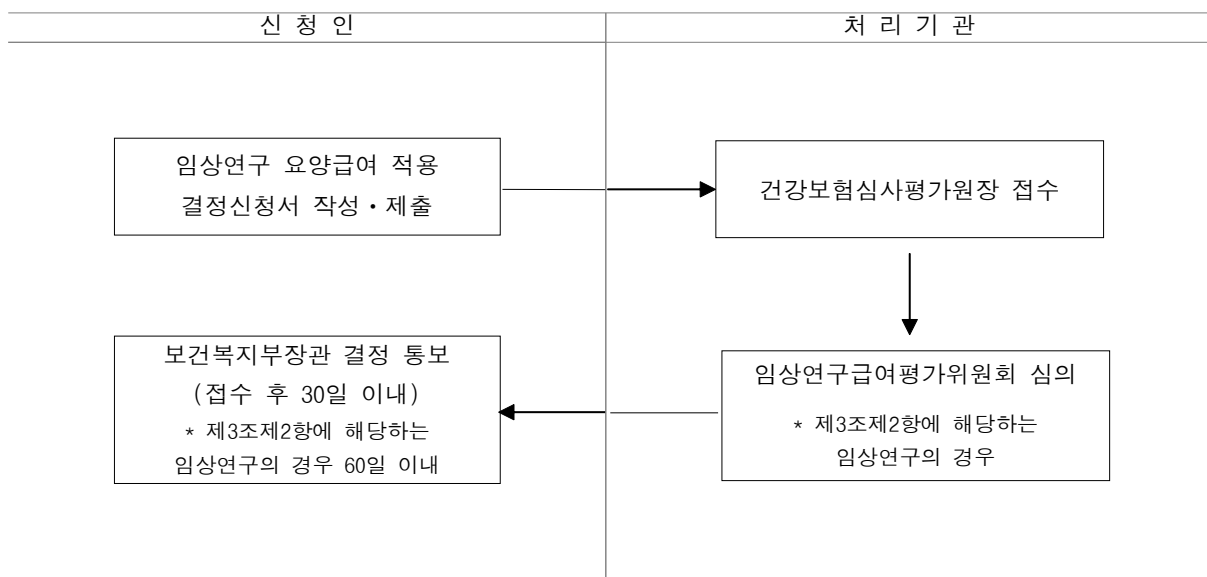 신 청 인
처 리 기 관
임상연구 요양급여 적용
결정신청서 작성·제출
건강보험심사평가원장 접수
임상연구급여평가위원회 심의
* 제3조제2항에 해당하는
임상연구의 경우
보건복지부장관 결정 통보
(접수 후 30일 이내)
* 제3조제2항에 해당하는
임상연구의 경우 60일 이내